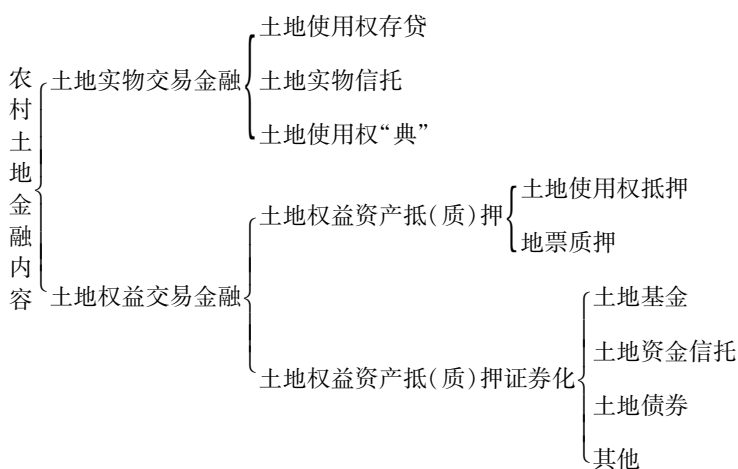 农村土地金融内容
土地实物交易金融
土地使用权存贷
土地实物信托
土地使用权“典”
土地权益交易金融
土地权益资产抵(质)押
土地使用权抵押
地票质押
土地权益资产抵(质)押证券化
土地基金
土地资金信托
土地债券
其他